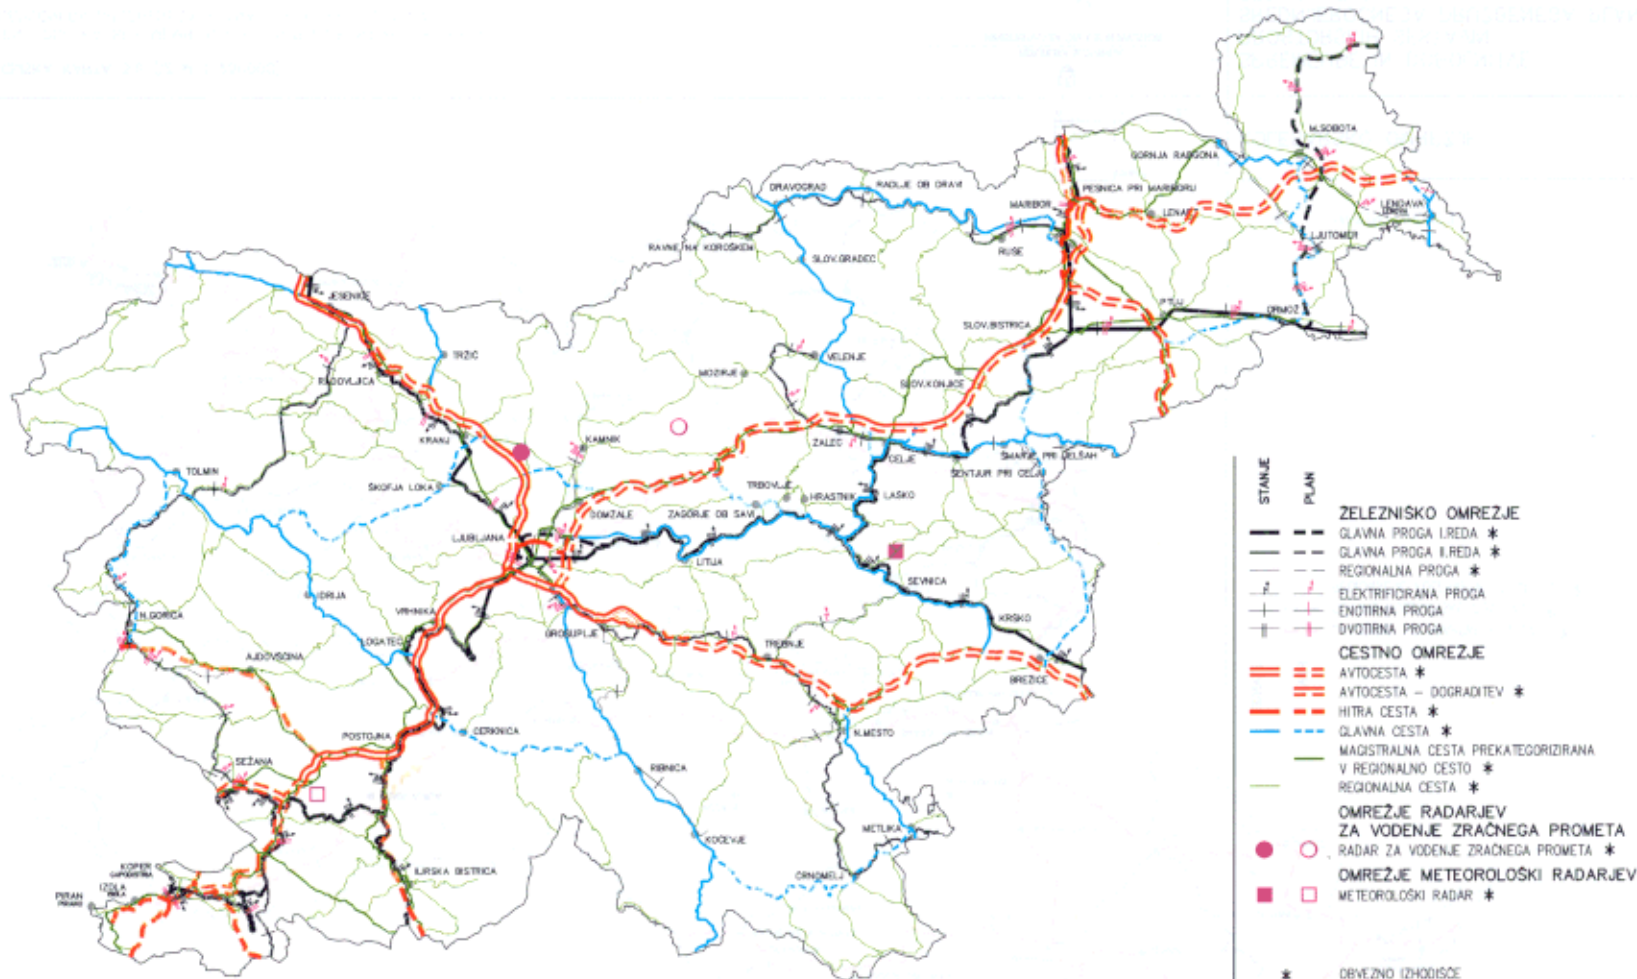 M.SOBOTA
GORNJA RADGONA
DRAVOGRAD
RADLJE OB DRAVI
PESNICA PRI MARIBORU
MARIBOR
LENART
LENDAVA
RAVNE NA KOROŠKEM
RUŠE
LJUTOMER
SLOV.GRADEC
JESENICE
PTUJ
ORMOŽ
SLOV.BISTRICA
TRŽIČ
VELENJE
MOZIRJE
RADOVLJICA
SLOV.KONJICE
KRANJ
KAMNIK
ŽALEC
CELJE
ŠMARJE PRI JELŠAH
ŠENTJUR PRI CELJU
TOLMIN
ŠKOFJA LOKA
TRBOVLJE
HRASTNIK
LAŠKO
DOMŽALE
ZAGORJE OB SAVI
LJUBLJANA
LITIJA
SEVNICA
IDRIJA
VRHNIKA
N.GORICA
KRŠKO
LOGATEC
GROSUPLJE
TREBNJE
AJDOVŠČINA
BREŽICE
POSTOJNA
CERKNICA
N.MESTO
SEŽANA
RIBNICA
METLIKA
KOČEVJE
KOPER
CAPODISTRIA
ILIRSKA BISTRICA
ČRNOMELJ
IZOLA
ISOLA
PIRAN
PIRANO
STANJE
PLAN
ŽELEZNIŠKO OMREŽJE
GLAVNA PROGA I.REDA *
GLAVNA PROGA II.REDA *
REGIONALNA PROGA *
ELEKTRIFICIRANA PROGA
ENOTIRNA PROGA
DVOTIRNA PROGA
CESTNO OMREŽJE
AVTOCESTA *
AVTOCESTA – DOGRADITEV *
HITRA CESTA *
GLAVNA CESTA *
MAGISTRALNA CESTA PREKATEGORIZIRANA
V REGIONALNO CESTO *
REGIONALNA CESTA *
OMREŽJE RADARJEV
ZA VODENJE ZRAČNEGA PROMETA
RADAR ZA VODENJE ZRAČNEGA PROMETA *
OMREŽJE METEOROLOŠKI RADARJEV
METEOROLOŠKI RADAR *
* OBVEZNO IZHODIŠČE